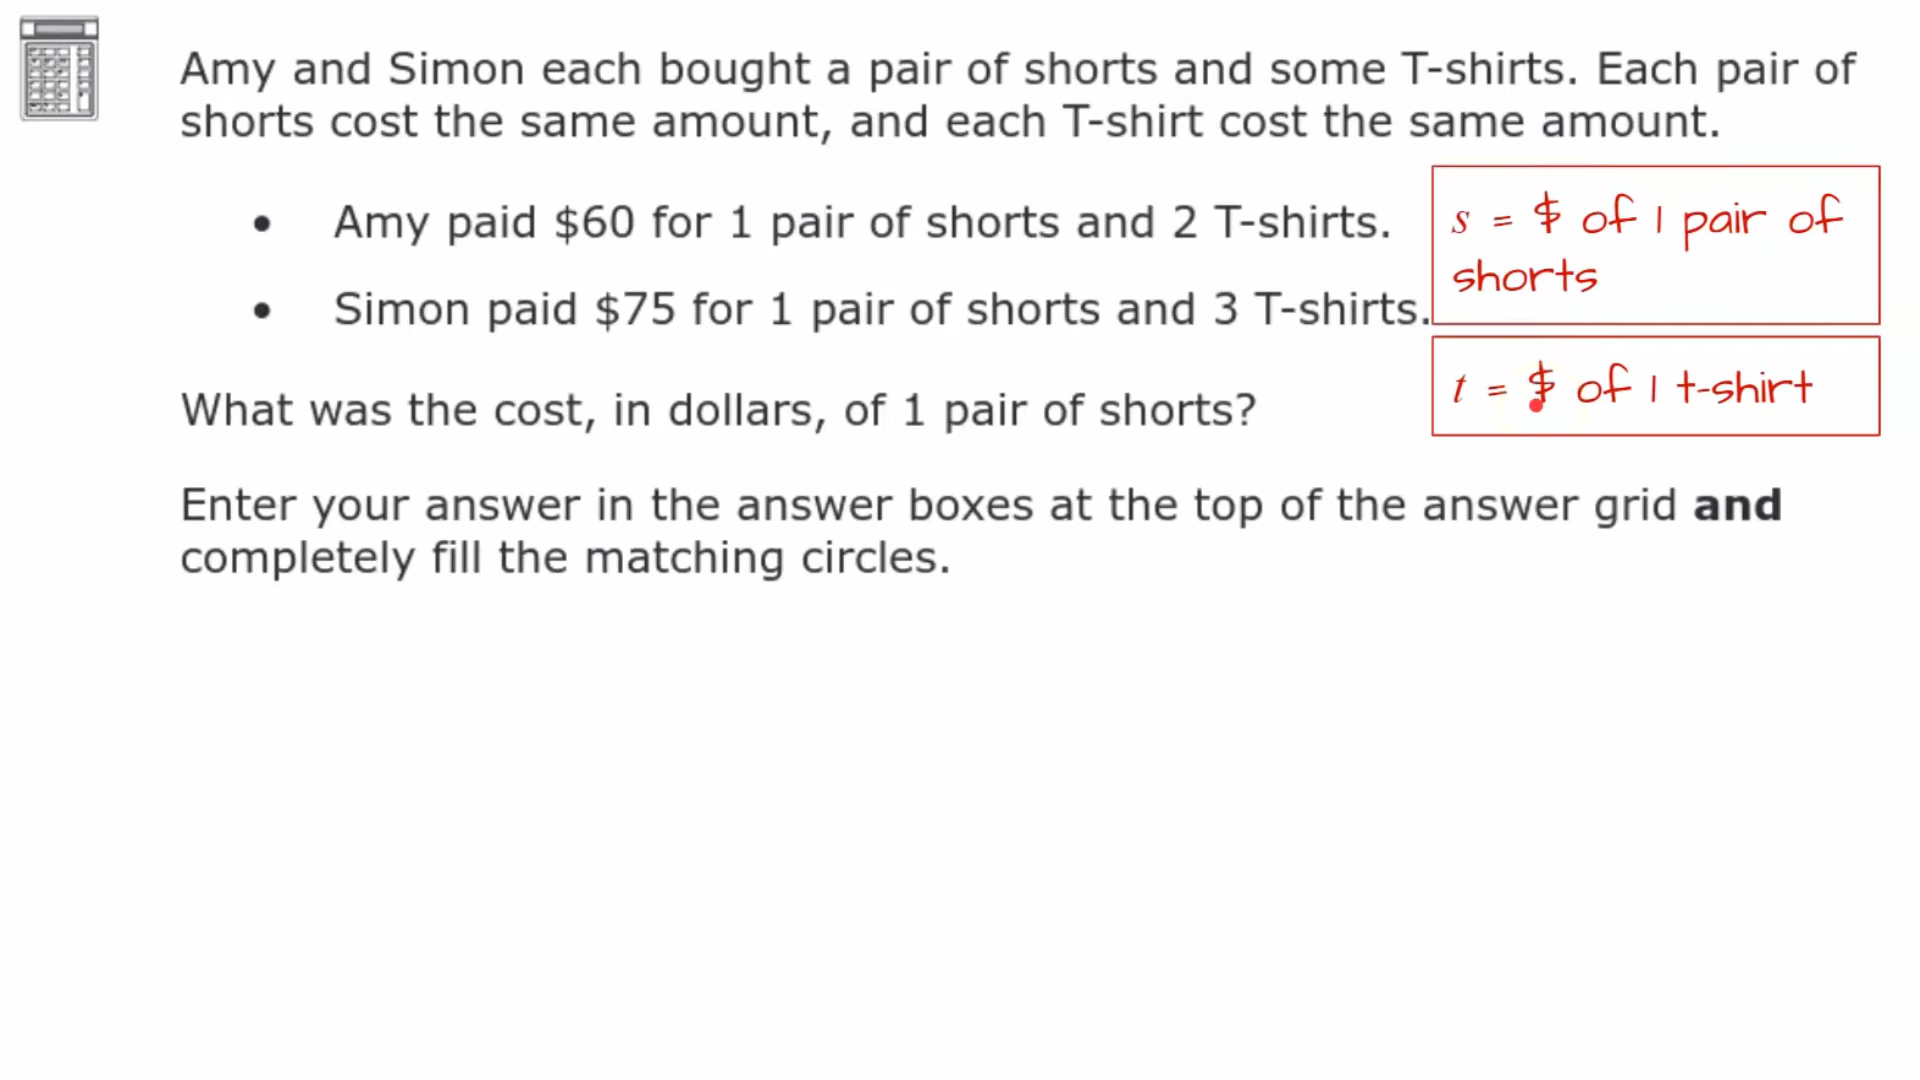 Amy and Simon each bought a pair of shorts and some T-shirts. Each pair of
shorts cost the same amount, and each T-shirt cost the same amount.
• Amy paid $60 for 1 pair of shorts and 2 T-shirts.
• Simon paid $75 for 1 pair of shorts and 3 T-shirts.
s = $ of 1 pair of
shorts
t = $ of 1 t-shirt
What was the cost, in dollars, of 1 pair of shorts?
Enter your answer in the answer boxes at the top of the answer grid and
completely fill the matching circles.